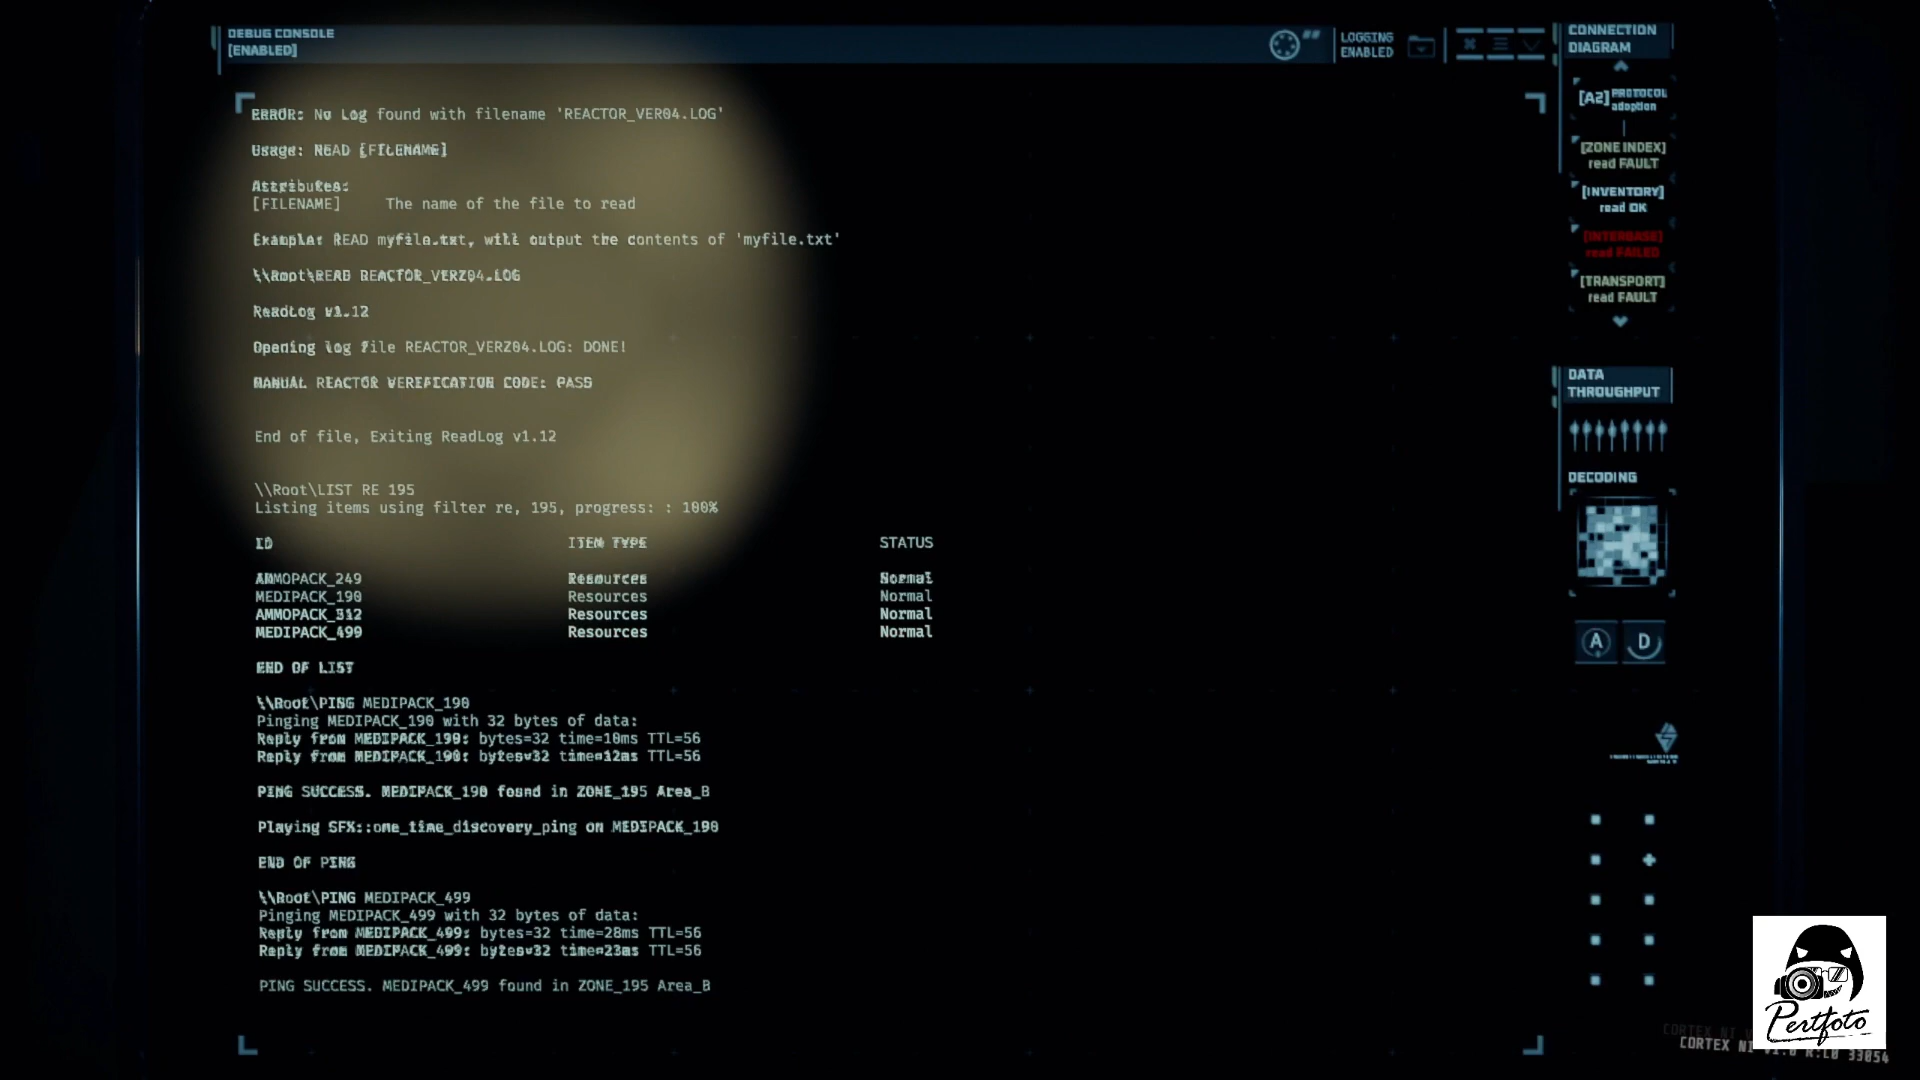 DEBUG CONSOLE
[ENABLED]
LOGGING
ENABLED
ERROR: No Log found with filename 'REACTOR_VER04.LOG'
Usage: READ [FILENAME]
Attributes:
[FILENAME] The name of the file to read
Example: READ myfile.txt, will output the contents of 'myfile.txt'
\\Root\READ REACTOR_VERZ04.LOG
ReadLog v1.12
Opening log file REACTOR_VERZ04.LOG: DONE!
MANUAL REACTOR VERIFICATION CODE: PASS
End of file, Exiting ReadLog v1.12
\\Root\LIST RE 195
Listing items using filter re, 195, progress: : 100%
ID ITEM TYPE STATUS
AMMOPACK_249 Resources Normal
MEDIPACK_190 Resources Normal
AMMOPACK_312 Resources Normal
MEDIPACK_499 Resources Normal
END OF LIST
\\Root\PING MEDIPACK_190
Pinging MEDIPACK_190 with 32 bytes of data:
Reply from MEDIPACK_190: bytes=32 time=10ms TTL=56
Reply from MEDIPACK_190: bytes=32 time=12ms TTL=56
PING SUCCESS. MEDIPACK_190 found in ZONE_195 Area_B
Playing SFX::one_time_discovery_ping on MEDIPACK_190
END OF PING
\\Root\PING MEDIPACK_499
Pinging MEDIPACK_499 with 32 bytes of data:
Reply from MEDIPACK_499: bytes=32 time=28ms TTL=56
Reply from MEDIPACK_499: bytes=32 time=23ms TTL=56
PING SUCCESS. MEDIPACK_499 found in ZONE_195 Area_B
CONNECTION
DIAGRAM
[A2] PROTOCOL
adoption
[ZONE INDEX]
read FAULT
[INVENTORY]
read OK
[INTERBASE]
read FAILED
[TRANSPORT]
read FAULT
DATA
THROUGHPUT
DECODING
A D
Pertfoto
CORTEX NI V1.0 R:L0 33054